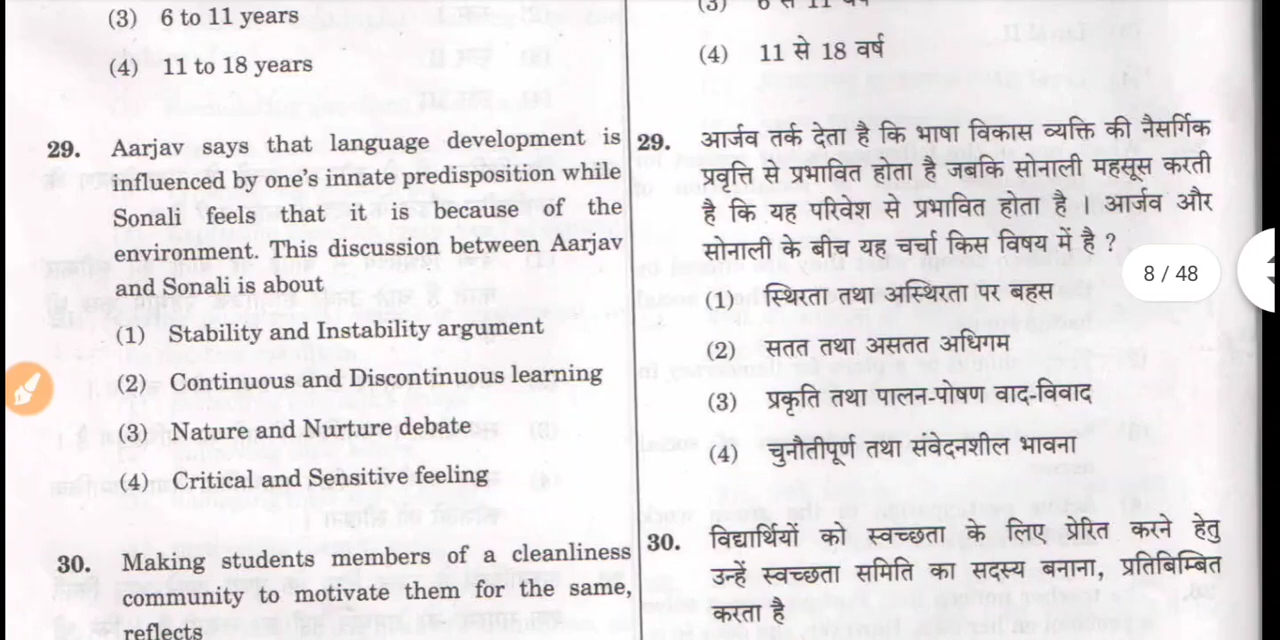 (3) 6 to 11 years
(4) 11 to 18 years
29. Aarjav says that language development is
influenced by one's innate predisposition while
Sonali feels that it is because of the
environment. This discussion between Aarjav
and Sonali is about
(1) Stability and Instability argument
(2) Continuous and Discontinuous learning
(3) Nature and Nurture debate
(4) Critical and Sensitive feeling
30. Making students members of a cleanliness
community to motivate them for the same,
reflects
(3) 6 से 11 वर्ष
(4) 11 से 18 वर्ष
29. आर्जव तर्क देता है कि भाषा विकास व्यक्ति की नैसर्गिक
प्रवृत्ति से प्रभावित होता है जबकि सोनाली महसूस करती
है कि यह परिवेश से प्रभावित होता है । आर्जव और
सोनाली के बीच यह चर्चा किस विषय में है ?
(1) स्थिरता तथा अस्थिरता पर बहस
(2) सतत तथा असतत अधिगम
(3) प्रकृति तथा पालन-पोषण वाद-विवाद
(4) चुनौतीपूर्ण तथा संवेदनशील भावना
30. विद्यार्थियों को स्वच्छता के लिए प्रेरित करने हेतु
उन्हें स्वच्छता समिति का सदस्य बनाना, प्रतिबिम्बित
करता है
8 / 48